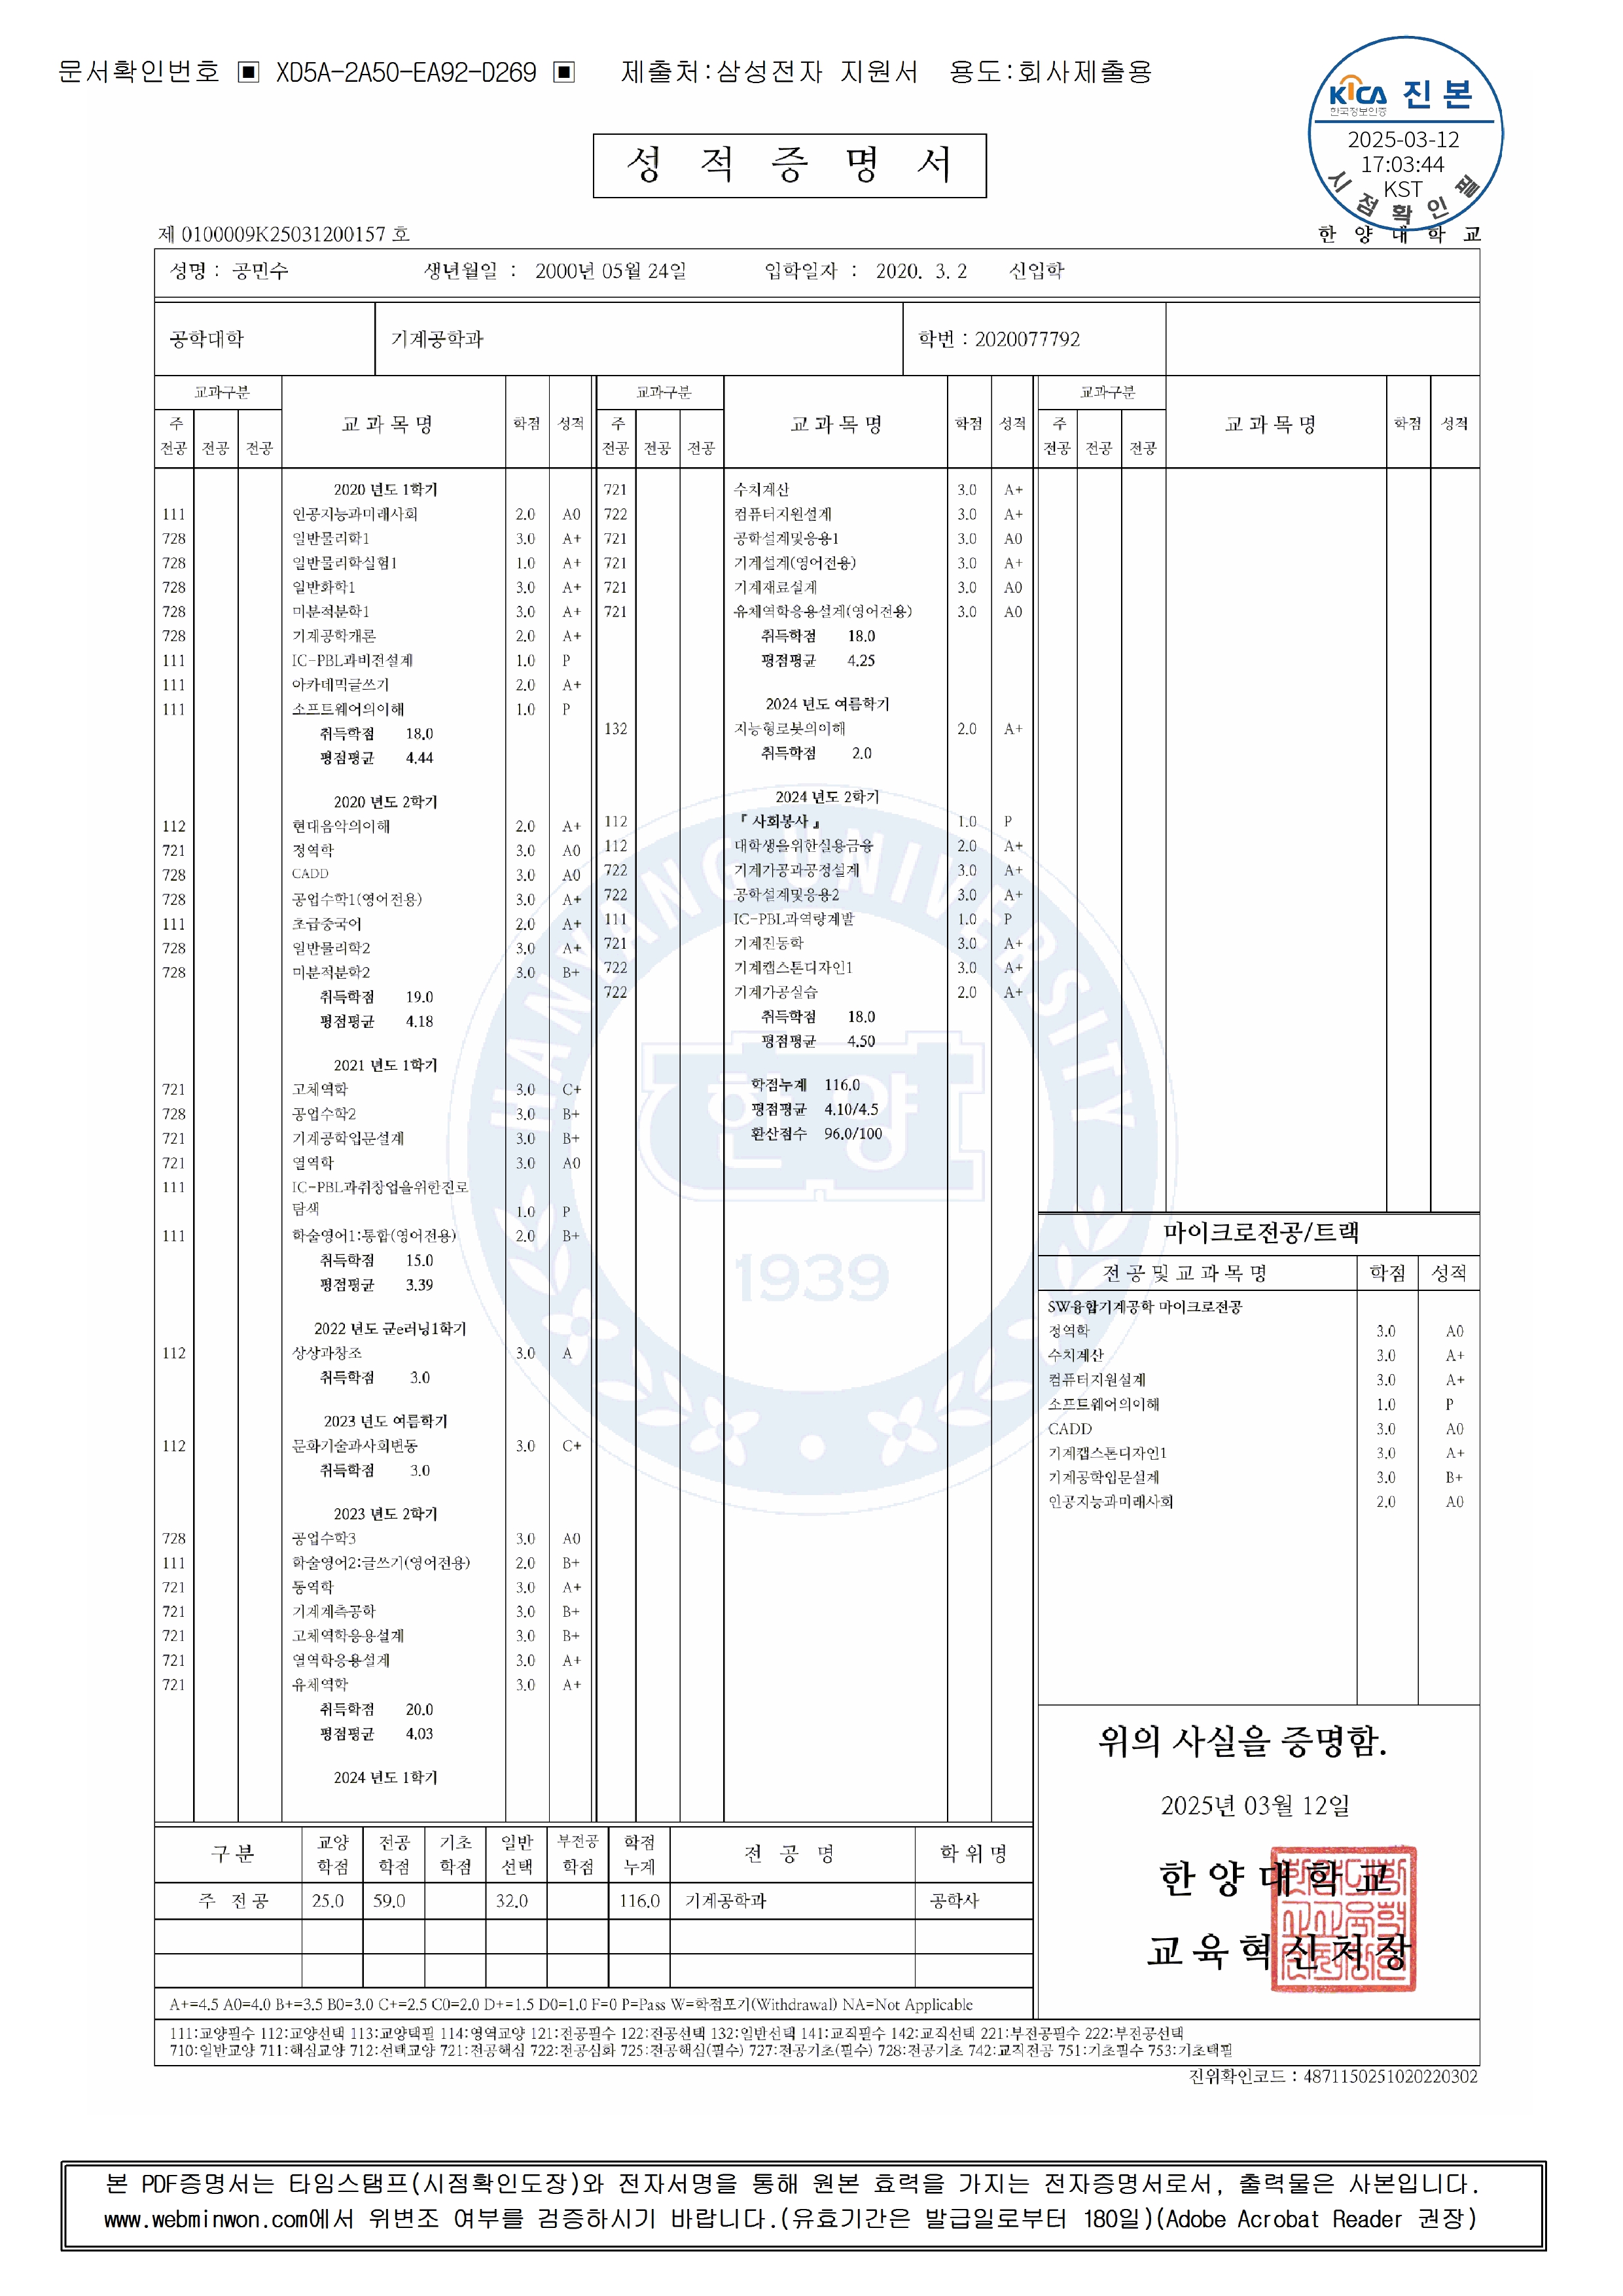 문서확인번호 ▣ XD5A-2A50-EA92-D269 ▣ 제출처:삼성전자 지원서 용도:회사제출용
KICA 진본
한국정보인증
2025-03-12
17:03:44
KST
시점확인필
성 적 증 명 서
제 0100009K25031200157 호
한 양 대 학 교
성명 : 공민수 생년월일 : 2000년 05월 24일 입학일자 : 2020. 3. 2 신입학
공학대학 기계공학과 학번 : 2020077792
교과구분 교 과 목 명 학점 성적 교과구분 교 과 목 명 학점 성적 교과구분 교 과 목 명 학점 성적
주 주 주
전공 전공 전공 전공 전공 전공 전공 전공 전공
2020 년도 1학기
111 인공지능과미래사회 2.0 A0
728 일반물리학1 3.0 A+
728 일반물리학실험1 1.0 A+
728 일반화학1 3.0 A+
728 미분적분학1 3.0 A+
728 기계공학개론 2.0 A+
111 IC-PBL과비전설계 1.0 P
111 아카데믹글쓰기 2.0 A+
111 소프트웨어의이해 1.0 P
취득학점 18.0
평점평균 4.44
2020 년도 2학기
112 현대음악의이해 2.0 A+
721 정역학 3.0 A0
728 CADD 3.0 A0
728 공업수학1(영어전용) 3.0 A+
111 초급중국어 2.0 A+
728 일반물리학2 3.0 A+
728 미분적분학2 3.0 B+
취득학점 19.0
평점평균 4.18
2021 년도 1학기
721 고체역학 3.0 C+
728 공업수학2 3.0 B+
721 기계공학입문설계 3.0 B+
721 열역학 3.0 A0
111 IC-PBL과취창업을위한진로
탐색 1.0 P
111 학술영어1:통합(영어전용) 2.0 B+
취득학점 15.0
평점평균 3.39
2022 년도 군e러닝1학기
112 상상과창조 3.0 A
취득학점 3.0
2023 년도 여름학기
112 문화기술과사회변동 3.0 C+
취득학점 3.0
2023 년도 2학기
728 공업수학3 3.0 A0
111 학술영어2:글쓰기(영어전용) 2.0 B+
721 동역학 3.0 A+
721 기계계측공학 3.0 B+
721 고체역학응용설계 3.0 B+
721 열역학응용설계 3.0 A+
721 유체역학 3.0 A+
취득학점 20.0
평점평균 4.03
2024 년도 1학기
721 수치계산 3.0 A+
722 컴퓨터지원설계 3.0 A+
721 공학설계및응용1 3.0 A0
721 기계설계(영어전용) 3.0 A+
721 기계재료설계 3.0 A0
721 유체역학응용설계(영어전용) 3.0 A0
취득학점 18.0
평점평균 4.25
2024 년도 여름학기
132 지능형로봇의이해 2.0 A+
취득학점 2.0
2024 년도 2학기
112 『 사회봉사 』 1.0 P
112 대학생을위한실용금융 2.0 A+
722 기계가공과공정설계 3.0 A+
722 공학설계및응용2 3.0 A+
111 IC-PBL과역량계발 1.0 P
721 기계진동학 3.0 A+
722 기계캡스톤디자인1 3.0 A+
722 기계가공실습 2.0 A+
취득학점 18.0
평점평균 4.50
학점누계 116.0
평점평균 4.10/4.5
환산점수 96.0/100
HANYANG UNIVERSITY
한양
1939
마이크로전공/트랙
전 공 및 교 과 목 명 학점 성적
SW융합기계공학 마이크로전공
정역학 3.0 A0
수치계산 3.0 A+
컴퓨터지원설계 3.0 A+
소프트웨어의이해 1.0 P
CADD 3.0 A0
기계캡스톤디자인1 3.0 A+
기계공학입문설계 3.0 B+
인공지능과미래사회 2.0 A0
위의 사실을 증명함.
2025년 03월 12일
한 양 대 학 교
교 육 혁 신 처 장
구 분 교양 학점 전공 학점 기초 학점 일반 선택 부전공 학점 학점 누계 전 공 명 학 위 명
주 전공 25.0 59.0 32.0 116.0 기계공학과 공학사
A+=4.5 A0=4.0 B+=3.5 B0=3.0 C+=2.5 C0=2.0 D+=1.5 D0=1.0 F=0 P=Pass W=학점포기(Withdrawal) NA=Not Applicable
111:교양필수 112:교양선택 113:교양택필 114:영역교양 121:전공필수 122:전공선택 132:일반선택 141:교직필수 142:교직선택 221:부전공필수 222:부전공선택
710:일반교양 711:핵심교양 712:선택교양 721:전공핵심 722:전공심화 725:전공핵심(필수) 727:전공기초(필수) 728:전공기초 742:교직전공 751:기초필수 753:기초택필
진위확인코드 : 4871150251020220302
본 PDF증명서는 타임스탬프(시점확인도장)와 전자서명을 통해 원본 효력을 가지는 전자증명서로서, 출력물은 사본입니다.
www.webminwon.com에서 위변조 여부를 검증하시기 바랍니다.(유효기간은 발급일로부터 180일)(Adobe Acrobat Reader 권장)